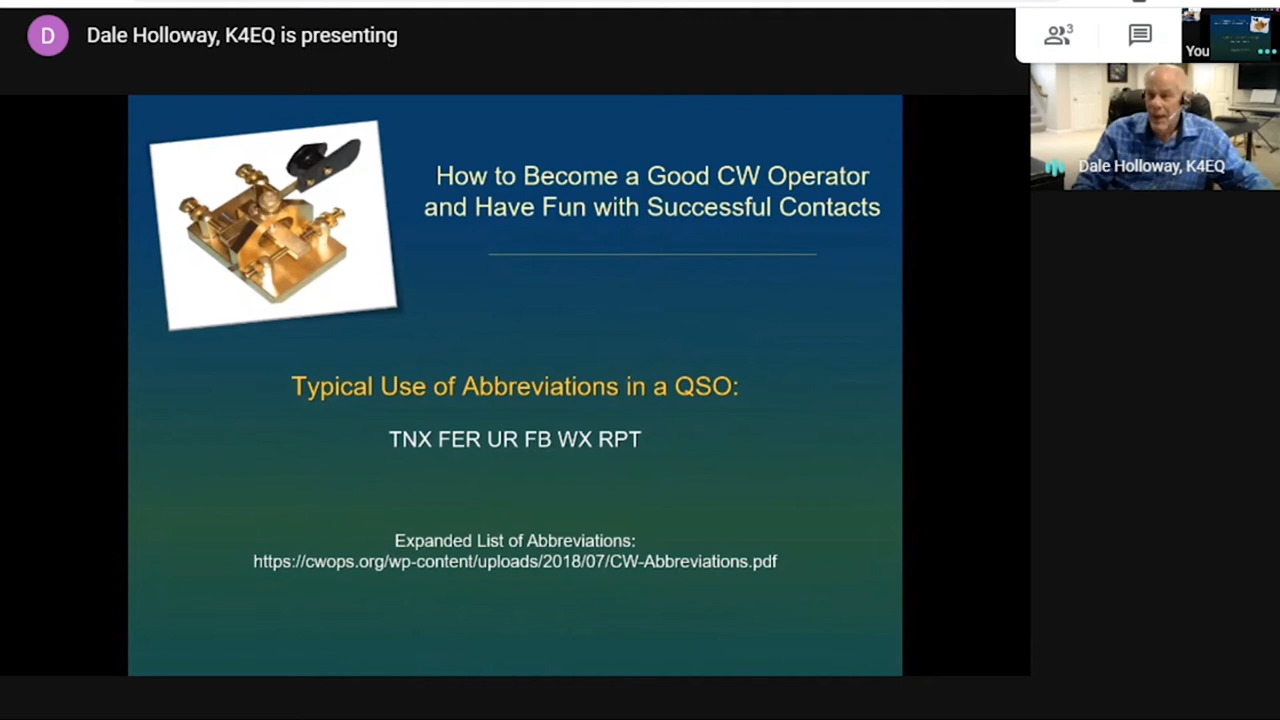 D
Dale Holloway, K4EQ is presenting
3
You
Dale Holloway, K4EQ
How to Become a Good CW Operator
and Have Fun with Successful Contacts
Typical Use of Abbreviations in a QSO:
TNX FER UR FB WX RPT
Expanded List of Abbreviations:
https://cwops.org/wp-content/uploads/2018/07/CW-Abbreviations.pdf